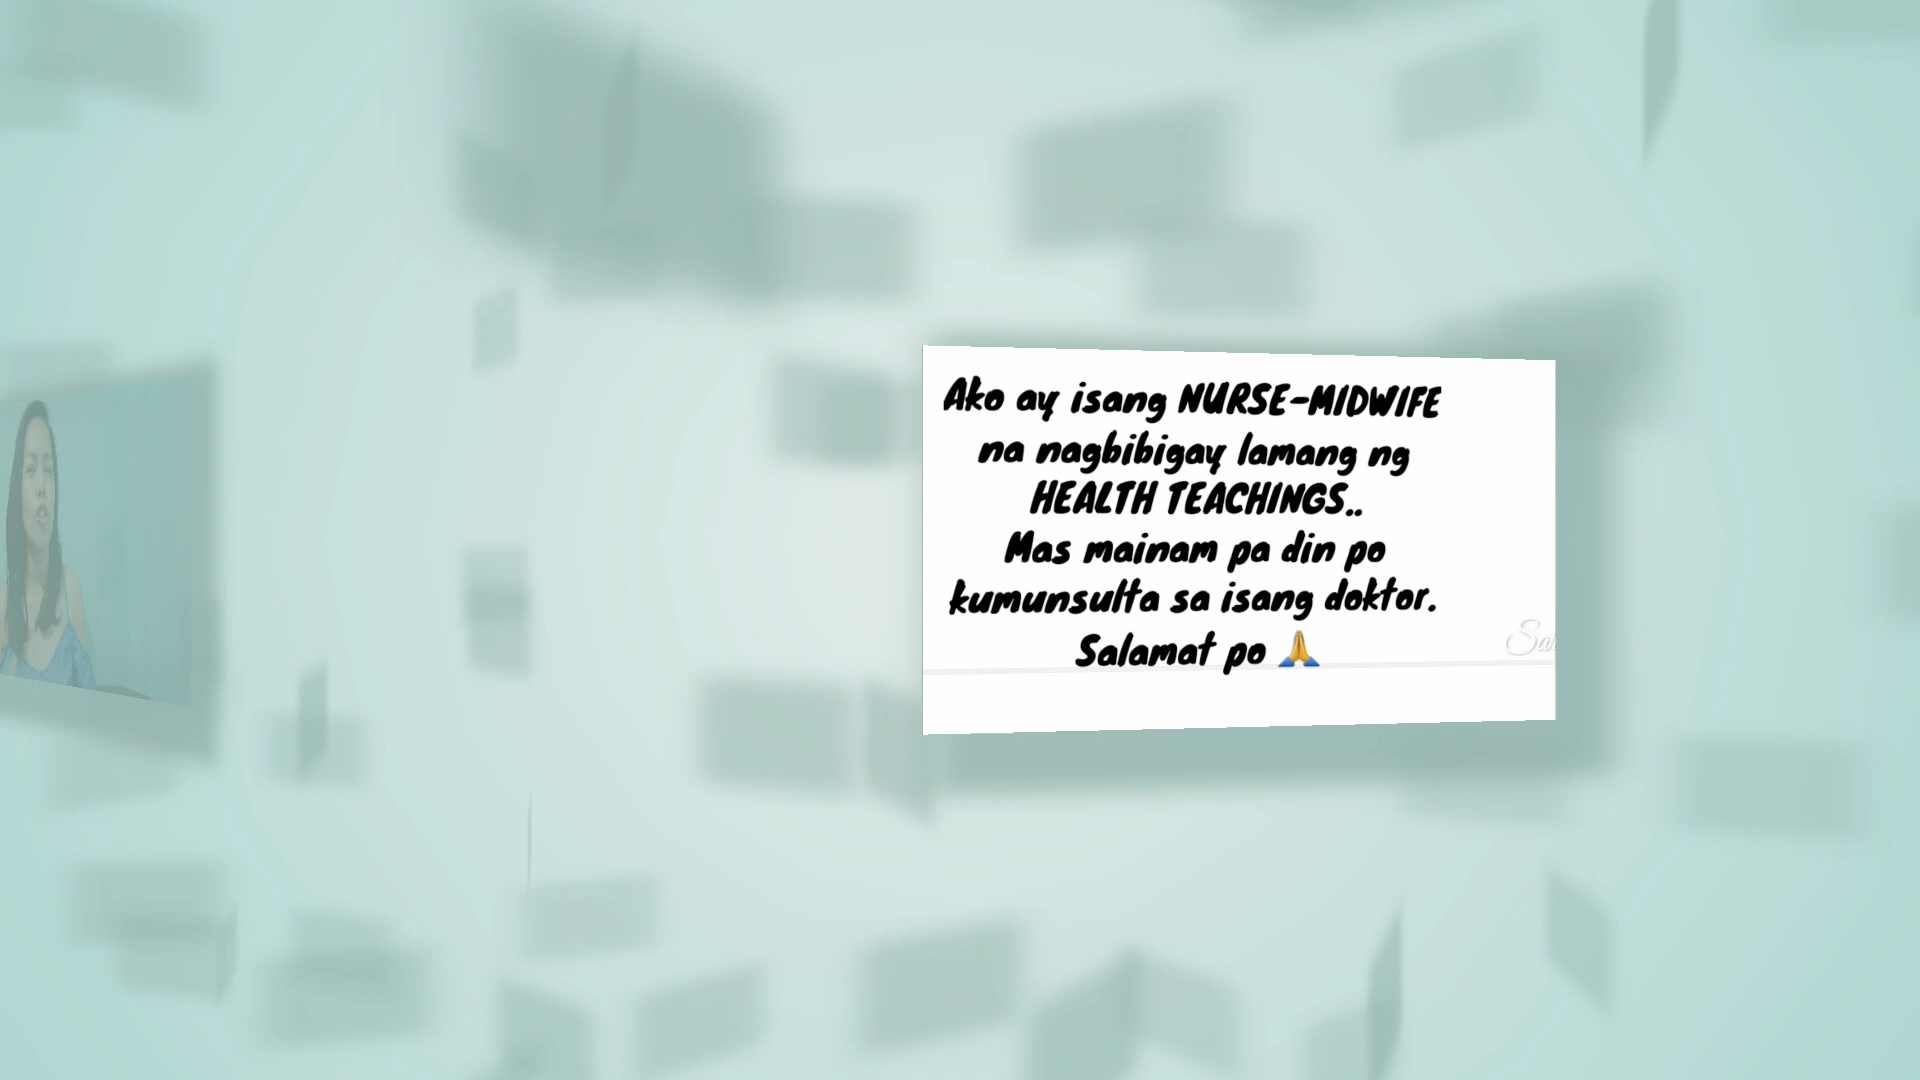 Ako ay isang NURSE-MIDWIFE
na nagbibigay lamang ng
HEALTH TEACHINGS..
Mas mainam pa din po
kumunsulta sa isang doktor.
Salamat po 🙏